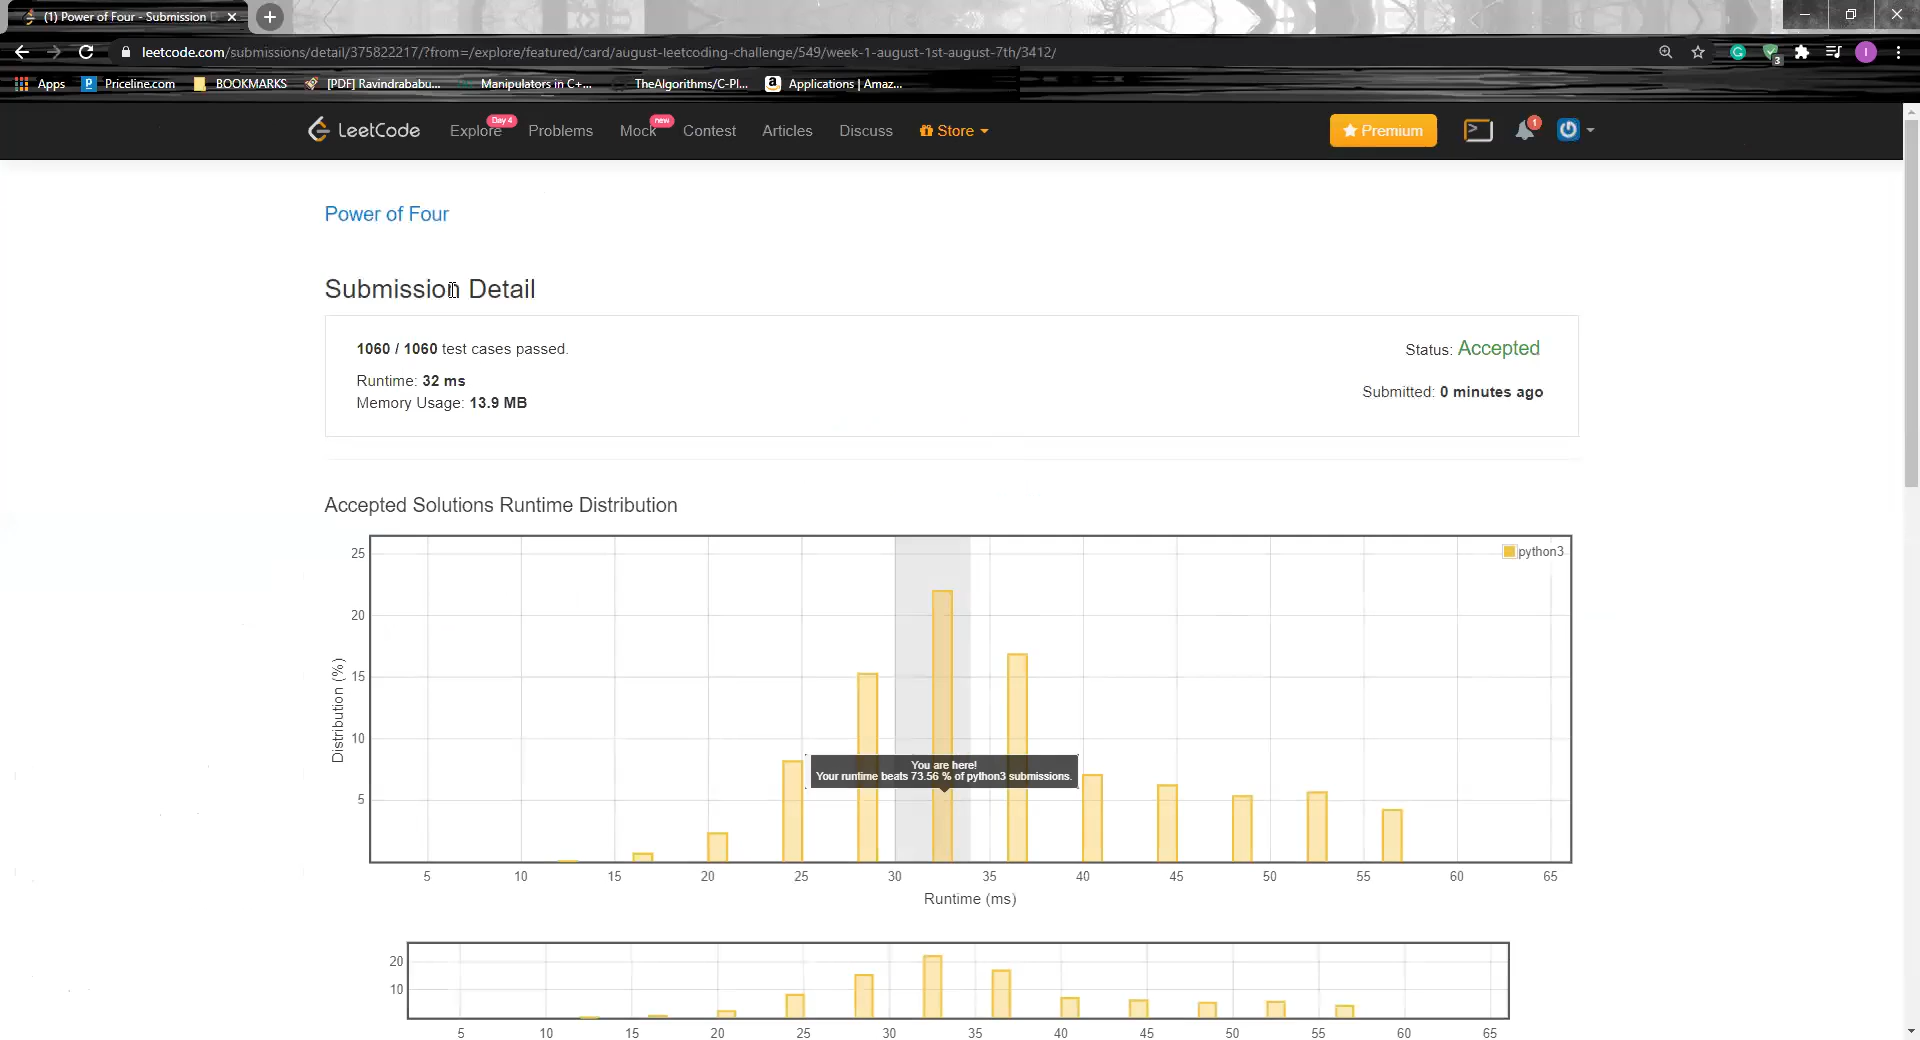 (1) Power of Four - Submission D
leetcode.com/submissions/detail/375822217/?from=/explore/featured/card/august-leetcoding-challenge/549/week-1-august-1st-august-7th/3412/
3
I
Apps
Priceline.com
BOOKMARKS
[PDF] Ravindrababu...
Manipulators in C+...
TheAlgorithms/C-Pl...
Applications | Amaz...
LeetCode
Explore
Day 4
Problems
Mock
new
Contest
Articles
Discuss
Store
Premium
1
Power of Four
Submission Detail
1060 / 1060 test cases passed.
Status: Accepted
Runtime: 32 ms
Submitted: 0 minutes ago
Memory Usage: 13.9 MB
Accepted Solutions Runtime Distribution
python3
25
20
15
10
5
Distribution (%)
You are here!
Your runtime beats 73.56 % of python3 submissions.
5 10 15 20 25 30 35 40 45 50 55 60 65
Runtime (ms)
20
10
5 10 15 20 25 30 35 40 45 50 55 60 65